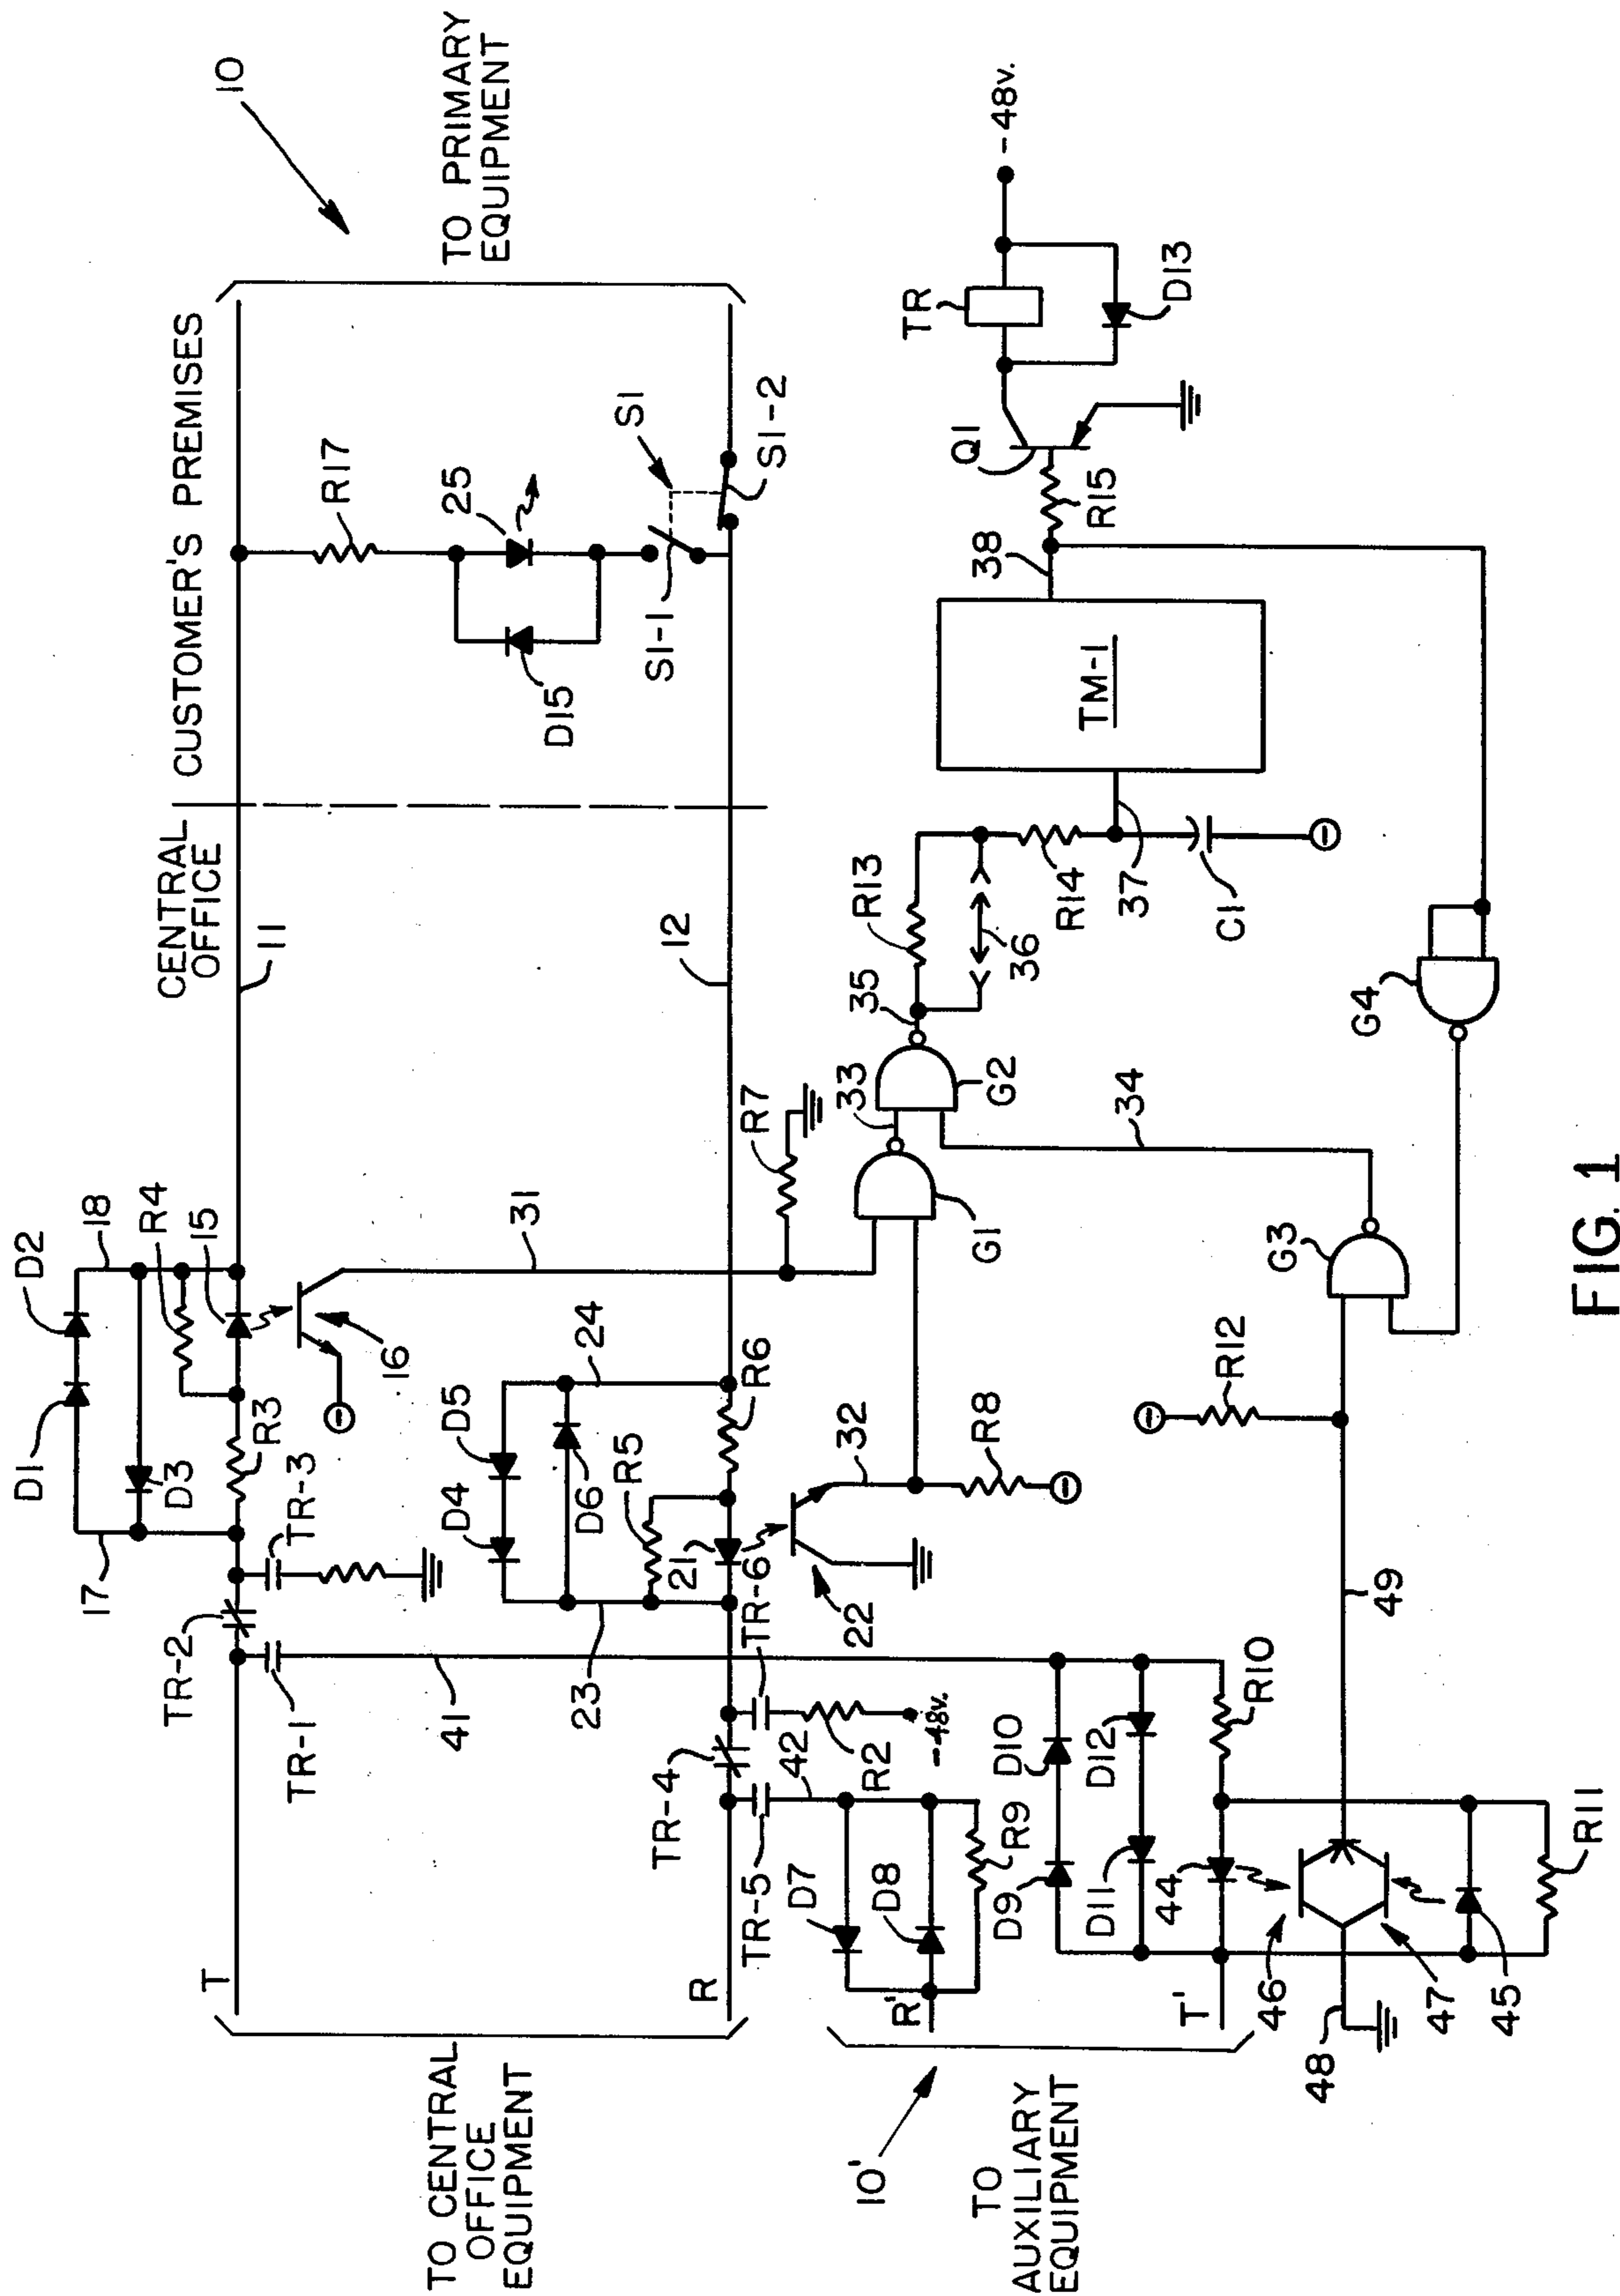 10
TO PRIMARY
EQUIPMENT
CUSTOMER'S PREMISES
CENTRAL
OFFICE
11
R17
25
D15
S1-1
S1
S1-2
12
D1
D2
17
18
D3
R4
R3
15
16
TR-3
TR-2
TR-1
T
31
41
D4
D5
D6
24
R5
R6
21
23
22
TR-6
TR-4
TR-5
R
TO CENTRAL
OFFICE
EQUIPMENT
R7
32
R8
G1
33
G2
35
R13
36
R14
37
C1
TM-1
38
R15
Q1
TR
D13
-48v.
34
G3
G4
R12
49
42
R2
-48v.
D7
D8
R9
R'
D9
D10
D11
D12
R10
44
T'
46
47
45
48
R11
10'
TO
AUXILIARY
EQUIPMENT
FIG. 1